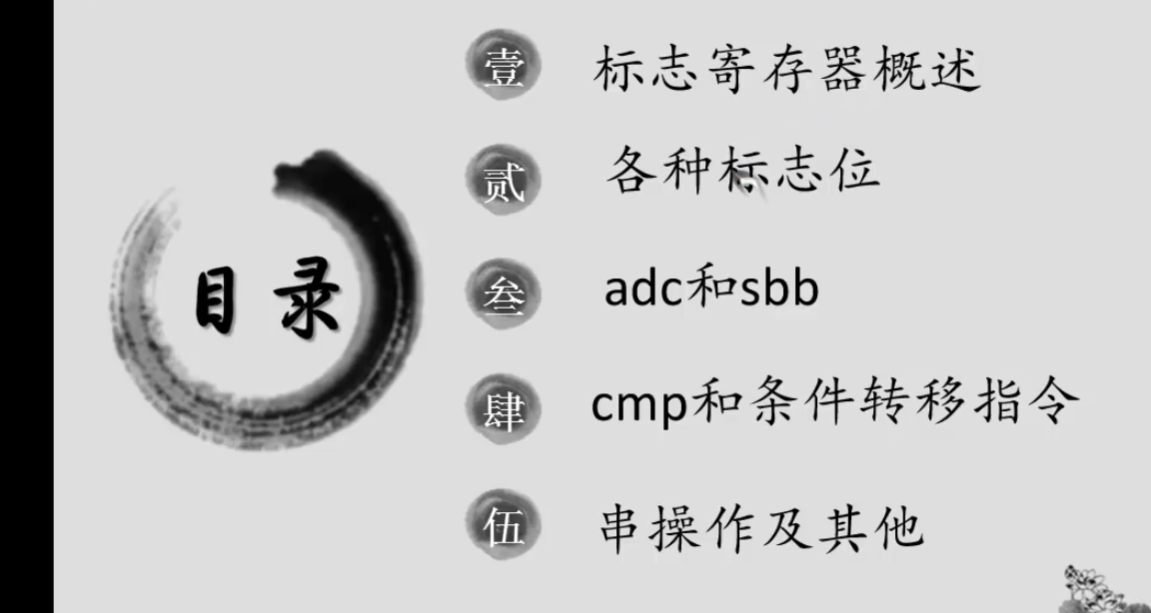 目录
壹 标志寄存器概述
贰 各种标志位
叁 adc和sbb
肆 cmp和条件转移指令
伍 串操作及其他